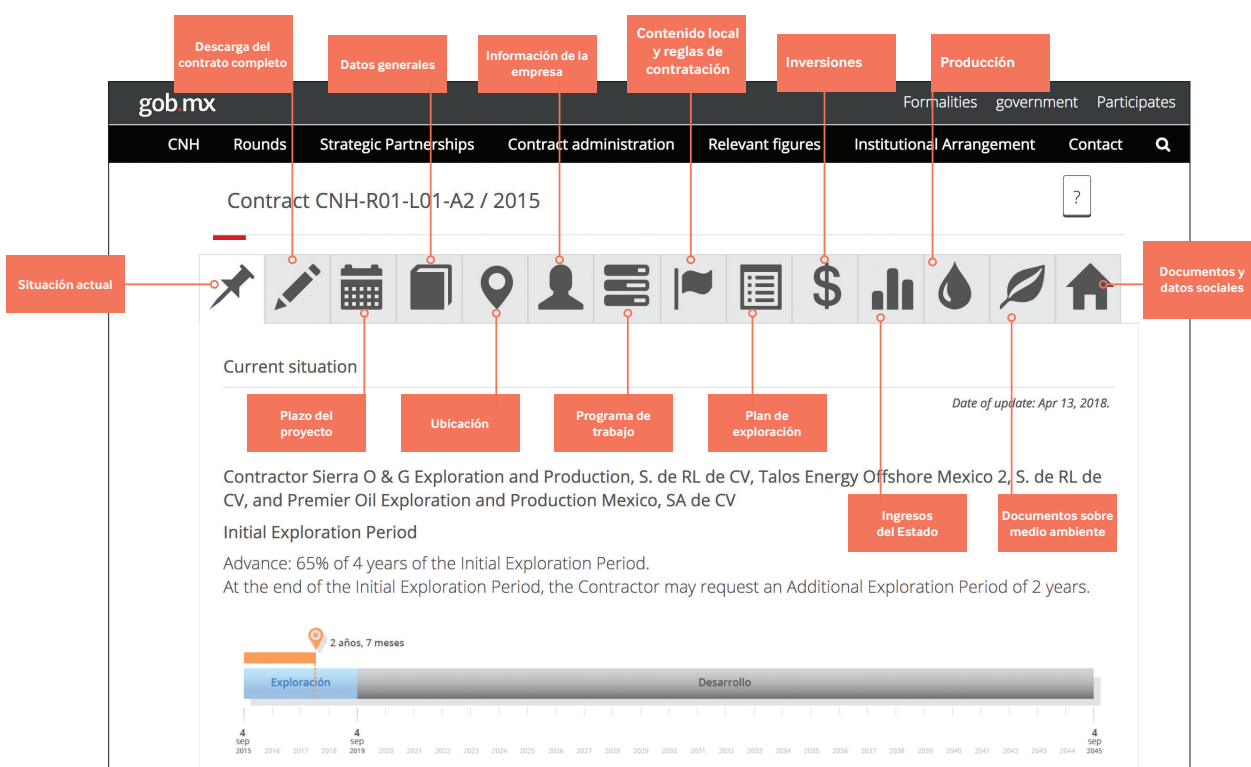 Descarga del
contrato completo
Datos generales
Información de la
empresa
Contenido local
y reglas de
contratación
Inversiones
Producción
gob.mx
Formalities government Participates
CNH Rounds Strategic Partnerships Contract administration Relevant figures Institutional Arrangement Contact
Contract CNH-R01-L01-A2 / 2015
?
Situación actual
Documentos y
datos sociales
Current situation
Date of update: Apr 13, 2018.
Plazo del
proyecto
Ubicación
Programa de
trabajo
Plan de
exploración
Contractor Sierra O & G Exploration and Production, S. de RL de CV, Talos Energy Offshore Mexico 2, S. de RL de
CV, and Premier Oil Exploration and Production Mexico, SA de CV
Ingresos
del Estado
Documentos sobre
medio ambiente
Initial Exploration Period
Advance: 65% of 4 years of the Initial Exploration Period.
At the end of the Initial Exploration Period, the Contractor may request an Additional Exploration Period of 2 years.
2 años, 7 meses
Exploración
Desarrollo
4
sep
2015
4
sep
2019
4
sep
2045
2016 2017 2018 2020 2021 2022 2023 2024 2025 2026 2027 2028 2029 2030 2031 2032 2033 2034 2035 2036 2037 2038 2039 2040 2041 2042 2043 2044